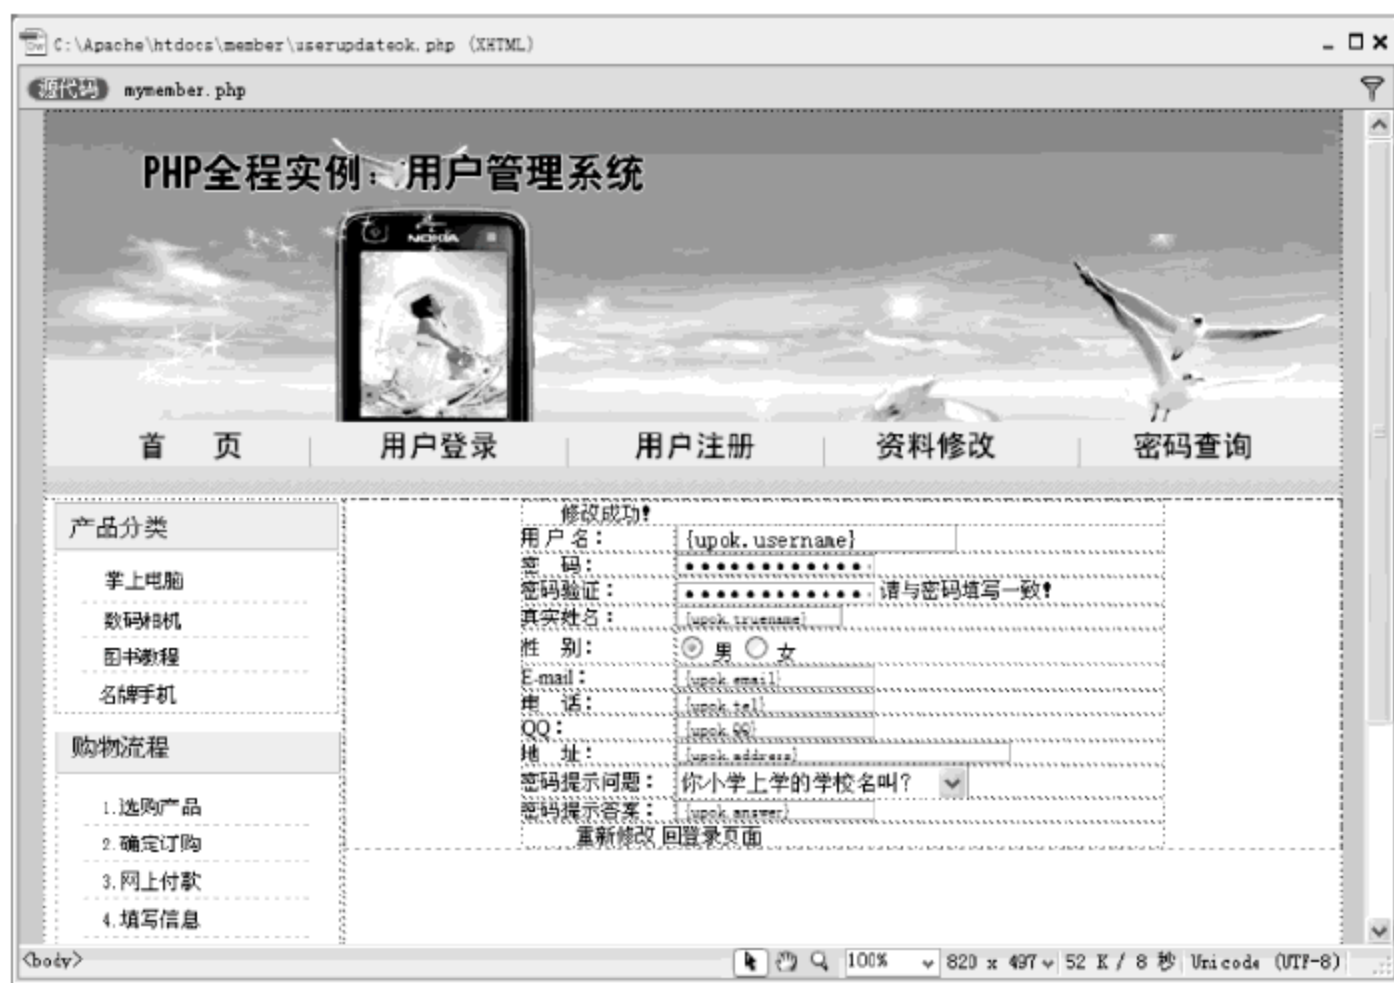 C:\Apache\htdocs\member\userupdateok.php (XHTML)
源代码 mymember.php
PHP全程实例：用户管理系统
NOKIA
首 页 用户登录 用户注册 资料修改 密码查询
产品分类
掌上电脑
数码相机
图书教程
名牌手机
购物流程
1.选购产品
2.确定订购
3.网上付款
4.填写信息
修改成功!
用 户 名： {upok.username}
密 码： ●●●●●●●●●●●●
密码验证： ●●●●●●●●●●●● 请与密码填写一致!
真实姓名： {upok.truename}
性 别： 男 女
E-mail： {upok.email}
电 话： {upok.tel}
QQ： {upok.QQ}
地 址： {upok.address}
密码提示问题： 你小学上学的学校名叫?
密码提示答案： {upok.answer}
重新修改 回登录页面
<body> 100% 820 x 497 52 K / 8 秒 Unicode (UTF-8)